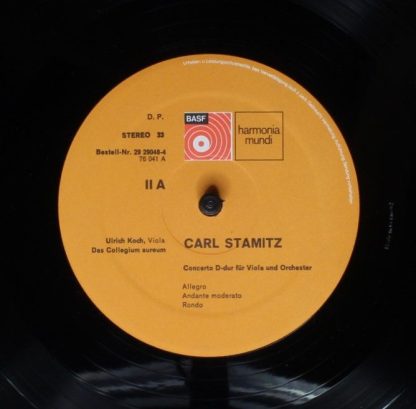 D. P.
BASF
harmonia
mundi
STEREO 33
Bestell-Nr. 29 29048-4
76 041 A
II A
Ulrich Koch, Viola
Das Collegium aureum
CARL STAMITZ
Concerto D-dur für Viola und Orchester
Allegro
Andante moderato
Rondo